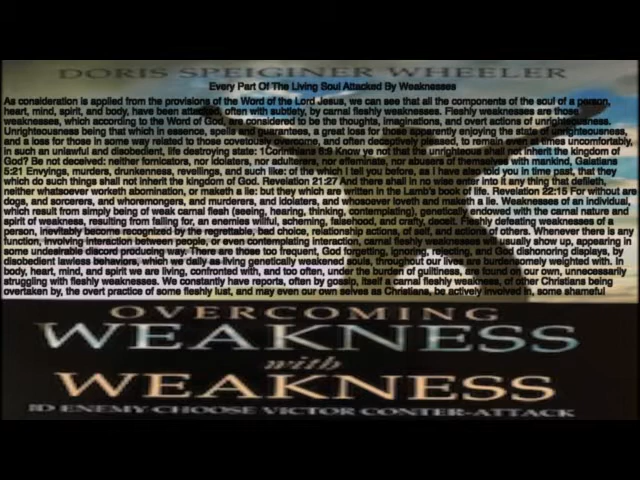 DORIS SPEIGINER WHEELER
Every Part Of The Living Soul Attacked By Weaknesses
As consideration is applied from the provisions of the Word of the Lord Jesus, we can see that all the components of the soul of a person,
heart, mind, spirit, and body, have been attacked, often with subtlety, by carnal fleshly weaknesses. Fleshly weaknesses are those
weaknesses, which according to the Word of God, are considered to be the thoughts, imaginations, and overt actions of unrighteousness.
Unrighteousness being that which in essence, spells and guarantees, a great loss for those apparently enjoying the state of unrighteousness,
and a loss for those in some way related to those covetously overcome, and often deceptively pleased, to remain even most uncomfortably,
in such an unlawful and disobedient, life destroying state: 1Corinthians 6:9 Know ye not that the unrighteous shall not inherit the kingdom of
God? Be not deceived: neither fornicators, nor idolaters, nor adulterers, nor effeminate, nor abusers of themselves with mankind, Galatians
5:21 Envyings, murders, drunkenness, revellings, and such like: of the which I tell you before, as I have also told you in time past, that they
which do such things shall not inherit the kingdom of God. Revelation 21:27 And there shall in no wise enter into it any thing that defileth,
neither whatsoever worketh abomination, or maketh a lie: but they which are written in the Lamb's book of life. Revelation 22:15 For without are
dogs, and sorcerers, and whoremongers, and murderers, and idolaters, and whosoever loveth and maketh a lie. Weaknesses of an individual,
which result from simply being of weak carnal flesh (seeing, hearing, thinking, contemplating), genetically endowed with the carnal nature and
spirit of weakness, resulting from falling for, an enemies willful, scheming, falsehood, and crafty, deceit. Fleshly defeating weaknesses of a
person, inevitably become recognized by the regrettable, bad choice, relationship actions, of self, and actions of others. Whenever there is any
function, involving interaction between people, or even contemplating interaction, carnal fleshly weaknesses will usually show up, appearing in
some undesirable discord producing way. There are those too frequent, God forgetting, ignoring, rejecting, and God dishonoring displays, by
disobedient lawless behaviors, which we daily as living genetically weakened souls, throughout our lives are burdensomely weighted with. In
body, heart, mind, and spirit we are living, confronted with, and too often, under the burden of guiltiness, are found on our own, unnecessarily
struggling with fleshly weaknesses. We constantly have reports, often by gossip, itself a carnal fleshly weakness, of other Christians being
overtaken by, the overt practice of some fleshly lust, and may even our own selves as Christians, be actively involved in, some shameful
OVERCOMING
WEAKNESS
with
WEAKNESS
ID ENEMY-CHOOSE VICTOR CONTER-ATTACK